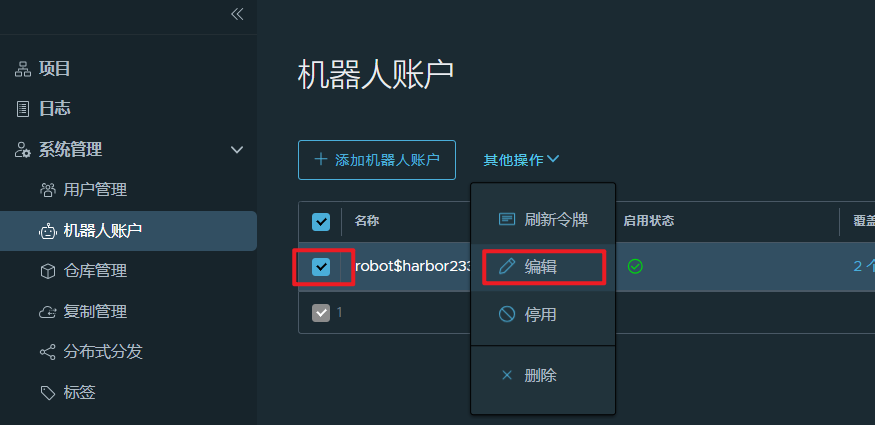 机器人账户
项目
日志
系统管理
用户管理
机器人账户
仓库管理
复制管理
分布式分发
标签
添加机器人账户
其他操作
名称
启用状态
robot$harbor233
2 个
1
刷新令牌
编辑
停用
删除